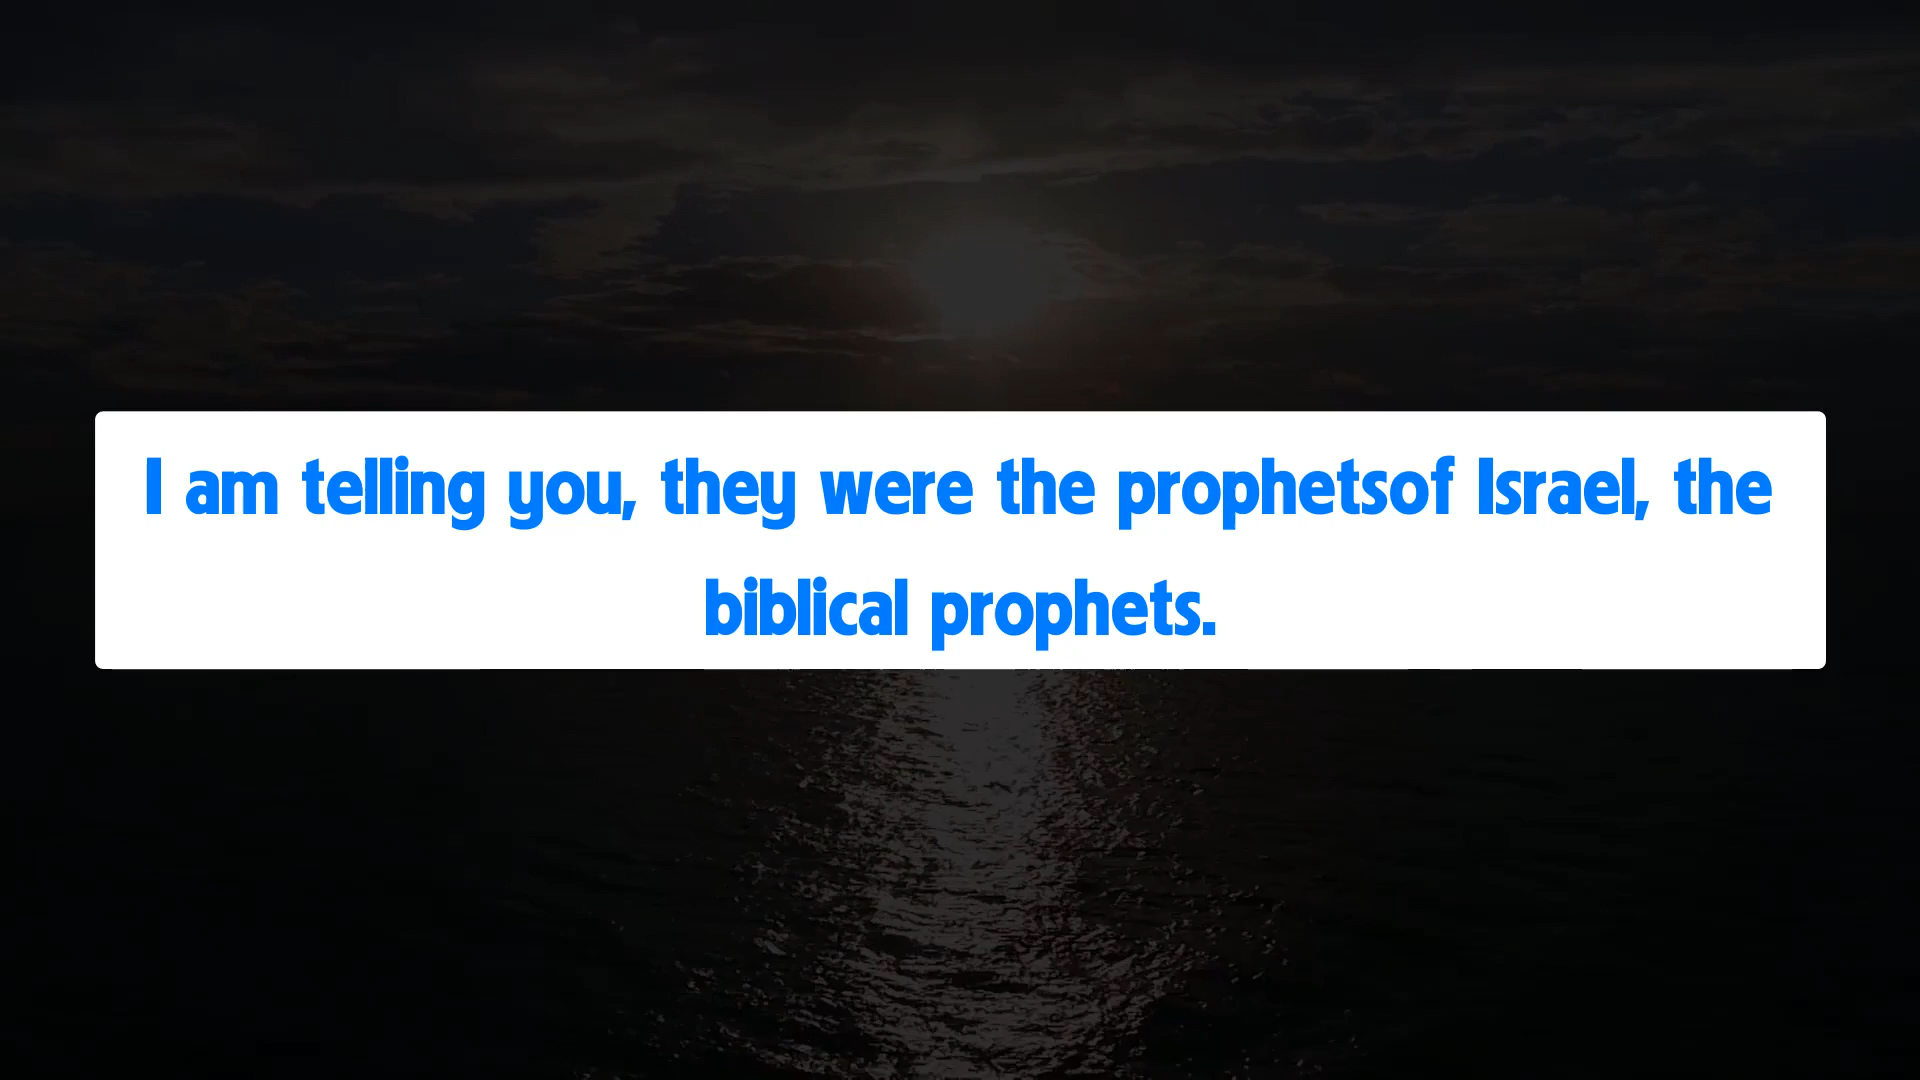 I am telling you, they were the prophetsof Israel, the
biblical prophets.